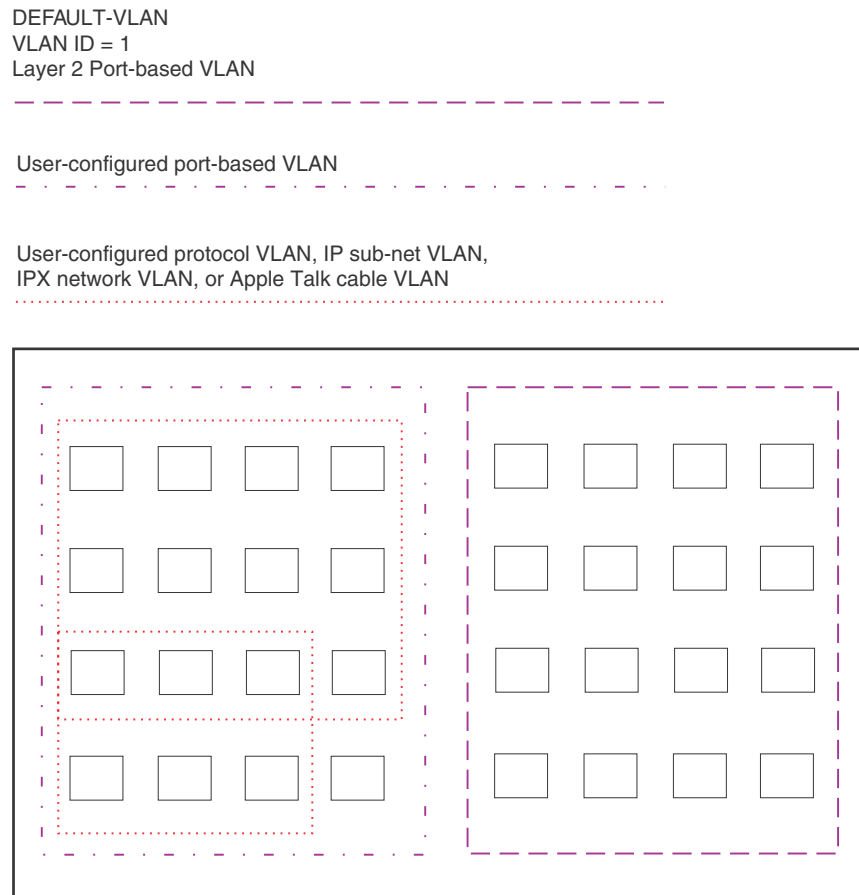 DEFAULT-VLAN
VLAN ID = 1
Layer 2 Port-based VLAN
User-configured port-based VLAN
User-configured protocol VLAN, IP sub-net VLAN,
IPX network VLAN, or Apple Talk cable VLAN